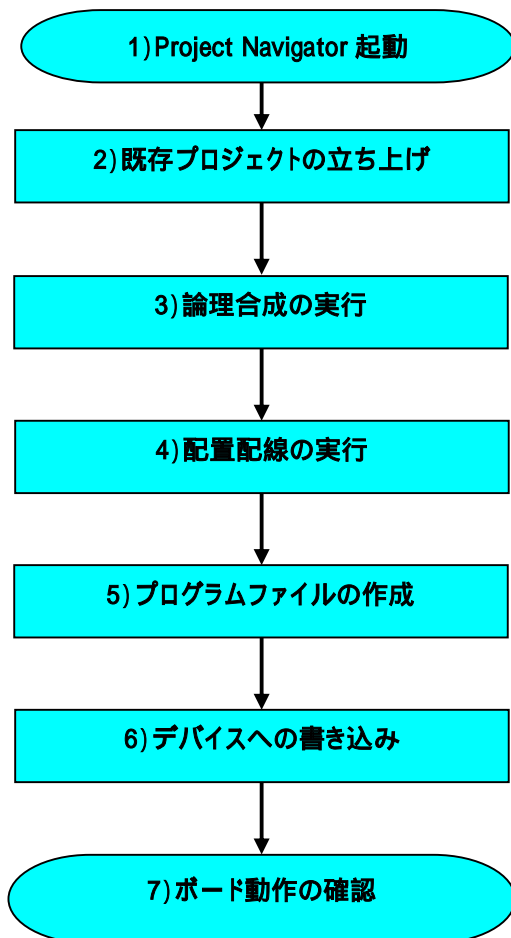 1)Project Navigator 起動
2)既存プロジェクトの立ち上げ
3)論理合成の実行
4)配置配線の実行
5)プログラムファイルの作成
6)デバイスへの書き込み
7)ボード動作の確認